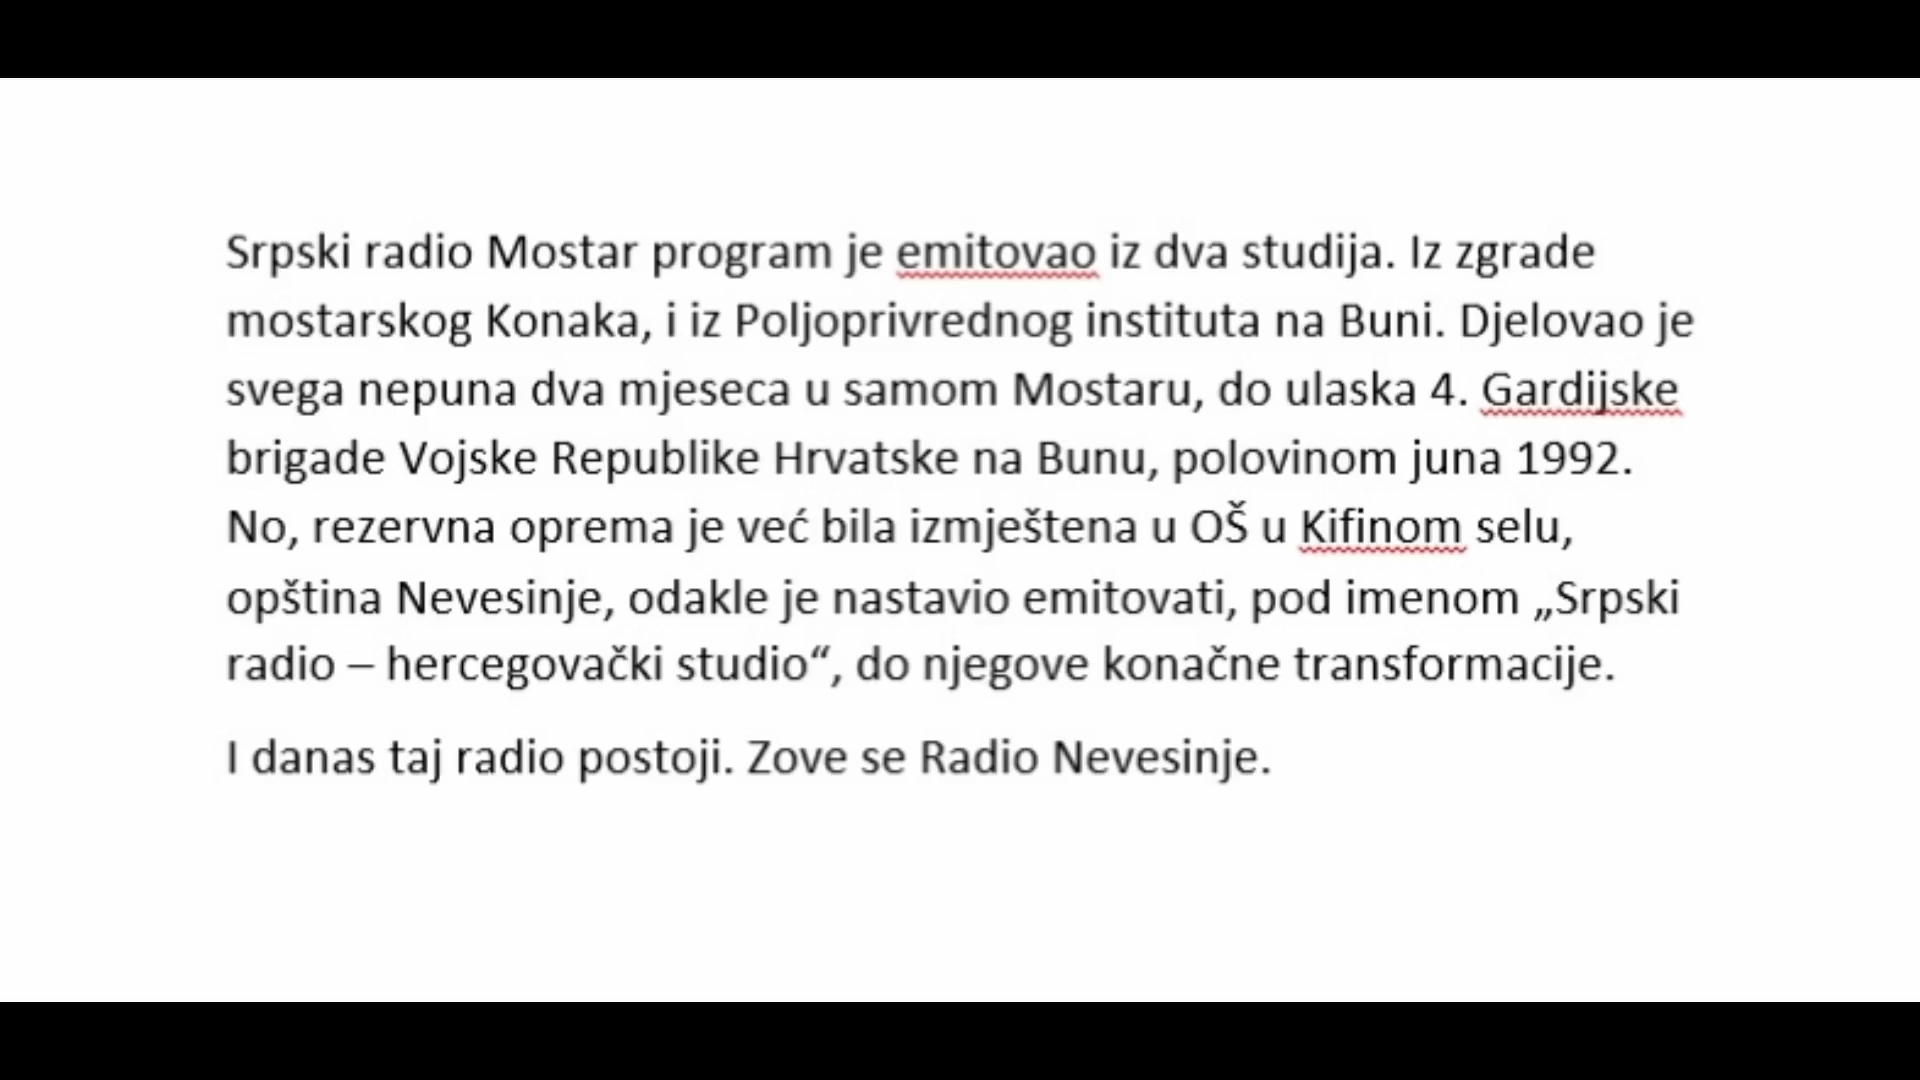 Srpski radio Mostar program je emitovao iz dva studija. Iz zgrade
mostarskog Konaka, i iz Poljoprivrednog instituta na Buni. Djelovao je
svega nepuna dva mjeseca u samom Mostaru, do ulaska 4. Gardijske
brigade Vojske Republike Hrvatske na Bunu, polovinom juna 1992.
No, rezervna oprema je već bila izmještena u OŠ u Kifinom selu,
opština Nevesinje, odakle je nastavio emitovati, pod imenom „Srpski
radio – hercegovački studio“, do njegove konačne transformacije.
I danas taj radio postoji. Zove se Radio Nevesinje.